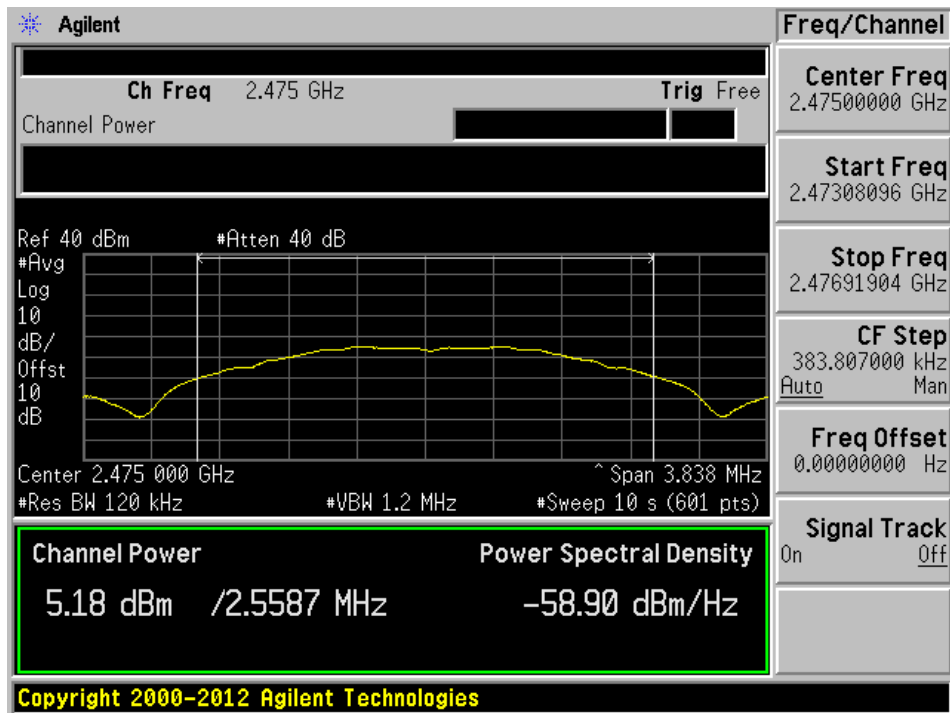 Agilent
Freq/Channel
Ch Freq 2.475 GHz Trig Free
Channel Power
Ref 40 dBm #Atten 40 dB
#Avg
Log
10
dB/
Offst
10
dB
Center 2.475 000 GHz ^ Span 3.838 MHz
#Res BW 120 kHz #VBW 1.2 MHz #Sweep 10 s (601 pts)
Channel Power Power Spectral Density
5.18 dBm /2.5587 MHz -58.90 dBm/Hz
Copyright 2000-2012 Agilent Technologies
Center Freq
2.47500000 GHz
Start Freq
2.47308096 GHz
Stop Freq
2.47691904 GHz
CF Step
383.807000 kHz
Auto Man
Freq Offset
0.00000000 Hz
Signal Track
On Off